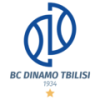 BC DINAMO TBILISI
1934